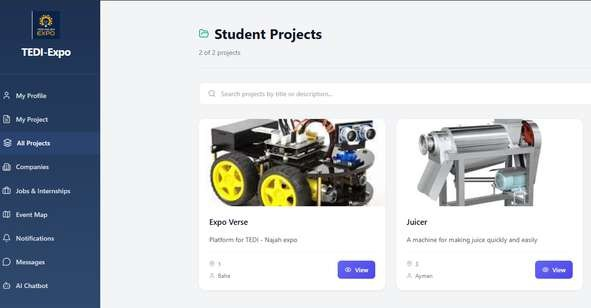 EXPO
TEDI-Expo
My Profile
My Project
All Projects
Companies
Jobs & Internships
Event Map
Notifications
Messages
AI Chatbot
Student Projects
2 of 2 projects
Search projects by title or description...
Expo Verse
Platform for TEDI - Najah expo
1
Baha
View
Juicer
A machine for making juice quickly and easily
Ayman
View